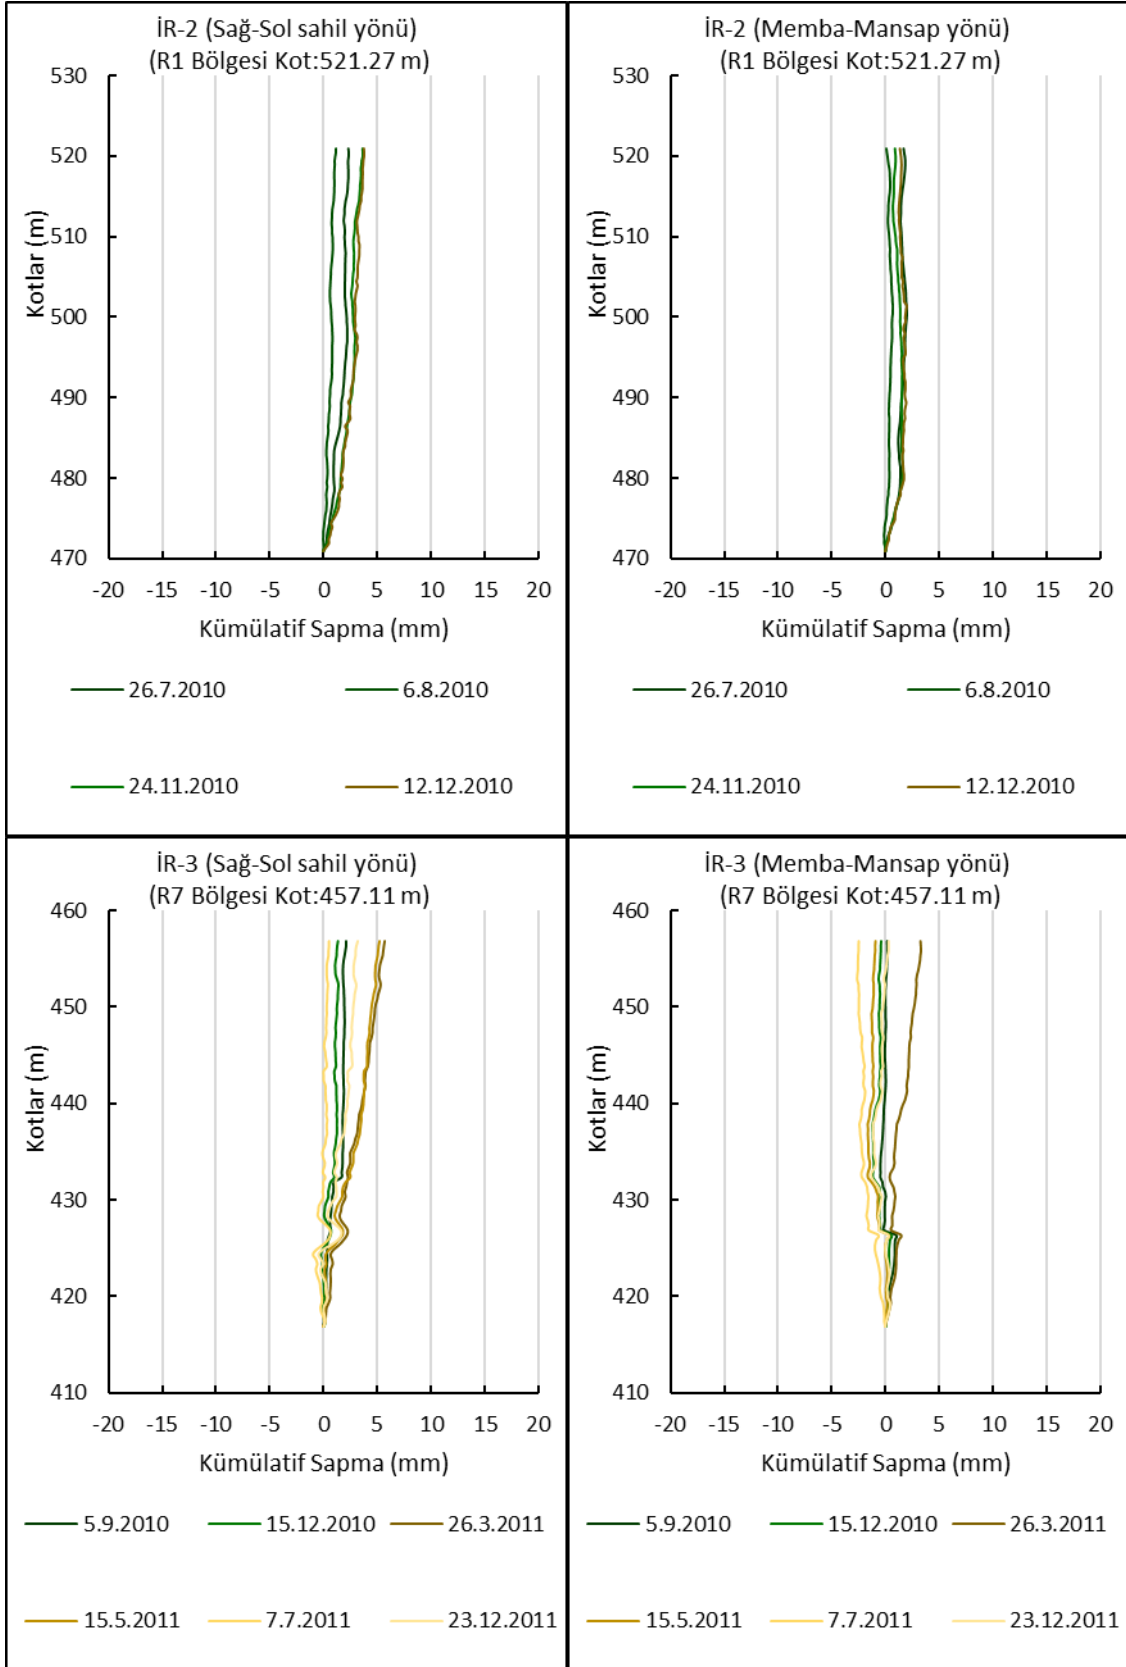 İR-2 (Sağ-Sol sahil yönü)
(R1 Bölgesi Kot:521.27 m)
530
520
510
500
490
480
470
Kotlar (m)
-20 -15 -10 -5 0 5 10 15 20
Kümülatif Sapma (mm)
26.7.2010 6.8.2010
24.11.2010 12.12.2010
İR-2 (Memba-Mansap yönü)
(R1 Bölgesi Kot:521.27 m)
530
520
510
500
490
480
470
Kotlar (m)
-20 -15 -10 -5 0 5 10 15 20
Kümülatif Sapma (mm)
26.7.2010 6.8.2010
24.11.2010 12.12.2010
İR-3 (Sağ-Sol sahil yönü)
(R7 Bölgesi Kot:457.11 m)
460
450
440
430
420
410
Kotlar (m)
-20 -15 -10 -5 0 5 10 15 20
Kümülatif Sapma (mm)
5.9.2010 15.12.2010 26.3.2011
15.5.2011 7.7.2011 23.12.2011
İR-3 (Memba-Mansap yönü)
(R7 Bölgesi Kot:457.11 m)
460
450
440
430
420
410
Kotlar (m)
-20 -15 -10 -5 0 5 10 15 20
Kümülatif Sapma (mm)
5.9.2010 15.12.2010 26.3.2011
15.5.2011 7.7.2011 23.12.2011